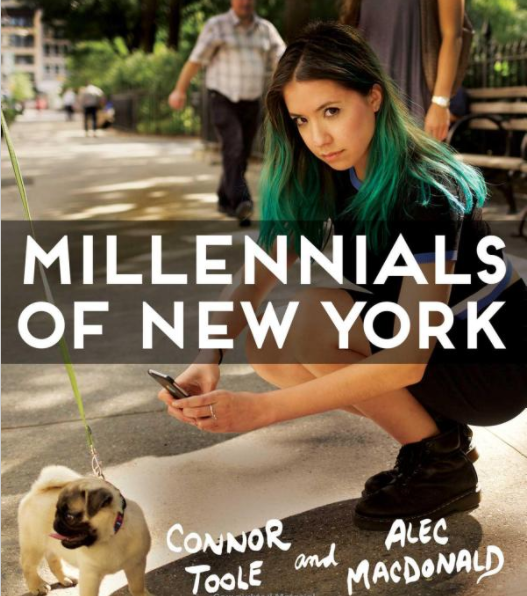 MILLENNIALS
OF NEW YORK
CONNOR
TOOLE
and
ALEC
MACDONALD